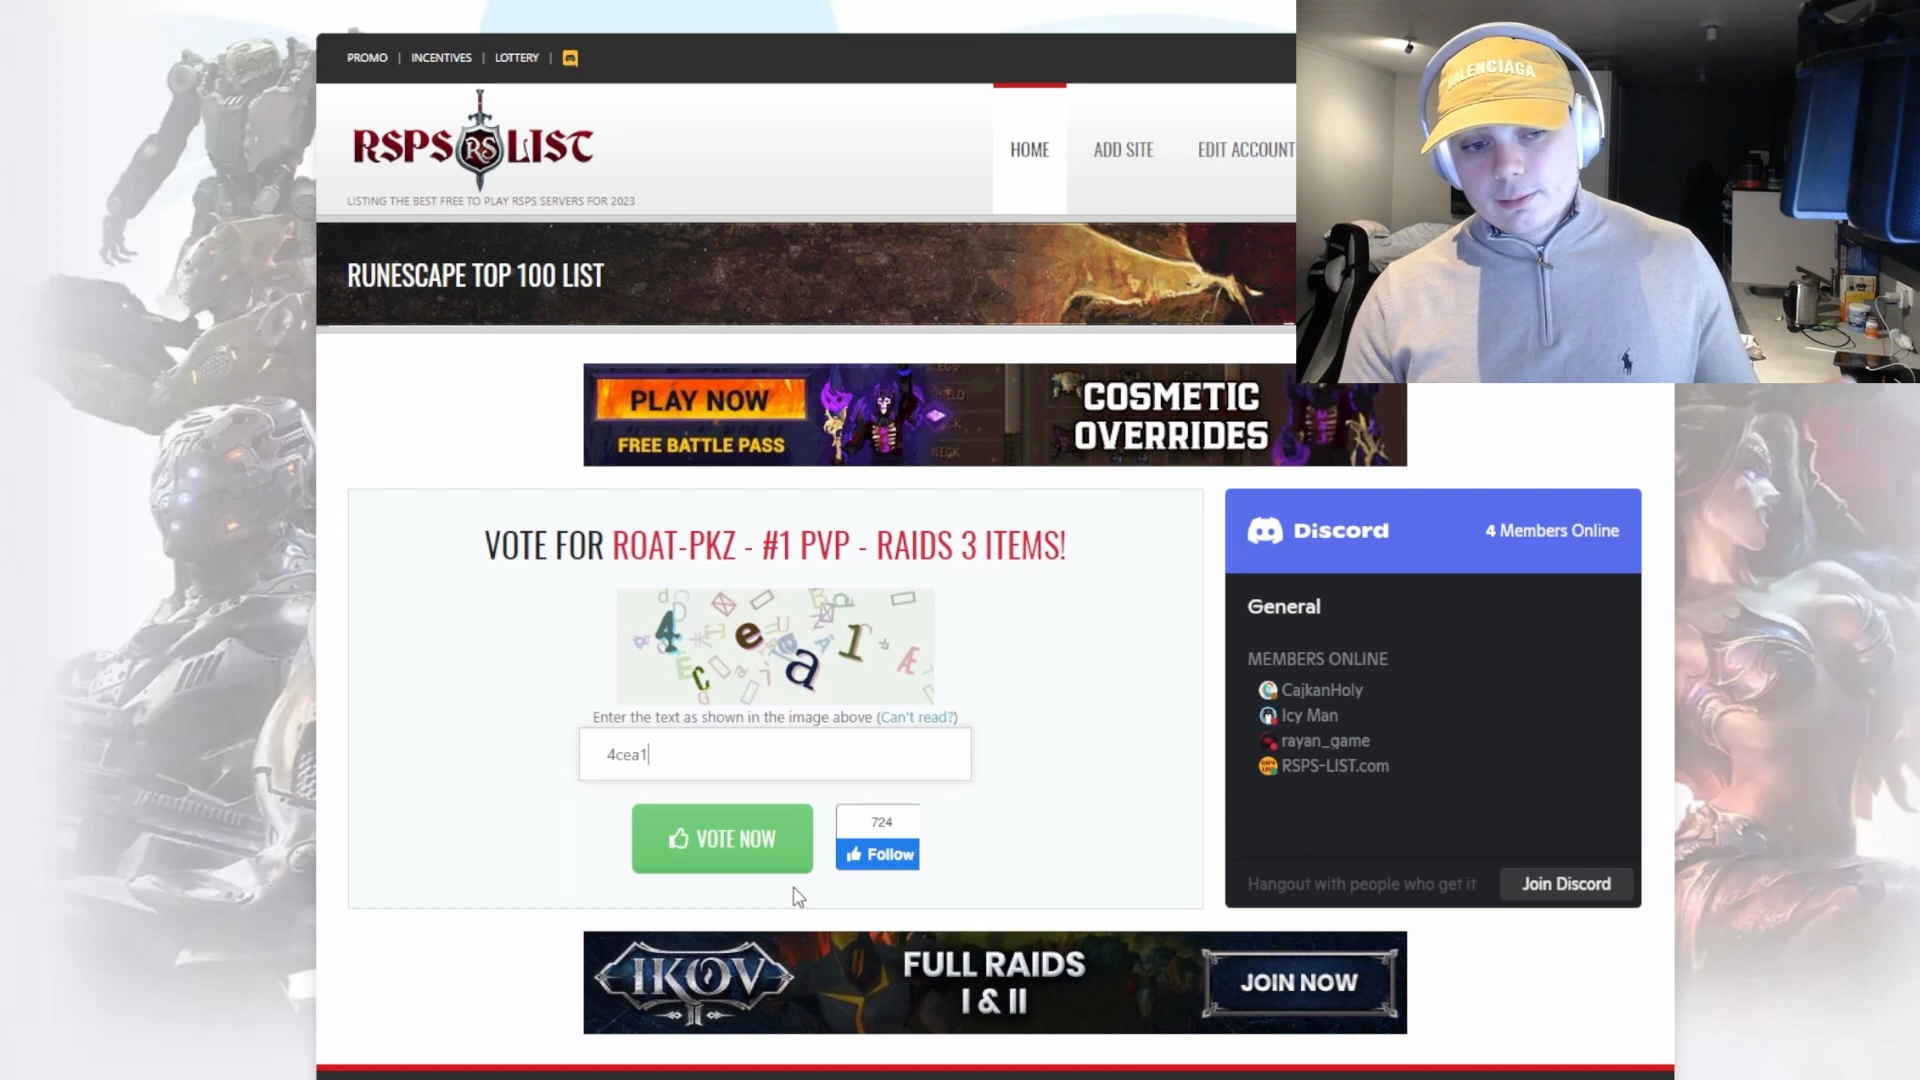 PROMO | INCENTIVES | LOTTERY |
RSPS RS LIST
LISTING THE BEST FREE TO PLAY RSPS SERVERS FOR 2023
HOME ADD SITE EDIT ACCOUNT
BALENCIAGA
RUNESCAPE TOP 100 LIST
PLAY NOW
FREE BATTLE PASS
COSMETIC
OVERRIDES
VOTE FOR ROAT-PKZ - #1 PVP - RAIDS 3 ITEMS!
Enter the text as shown in the image above (Can't read?)
4cea1
VOTE NOW
724
Follow
Discord 4 Members Online
General
MEMBERS ONLINE
CajkanHoly
Icy Man
rayan_game
RSPS-LIST.com
Hangout with people who get it Join Discord
IKOV
FULL RAIDS
I & II
JOIN NOW